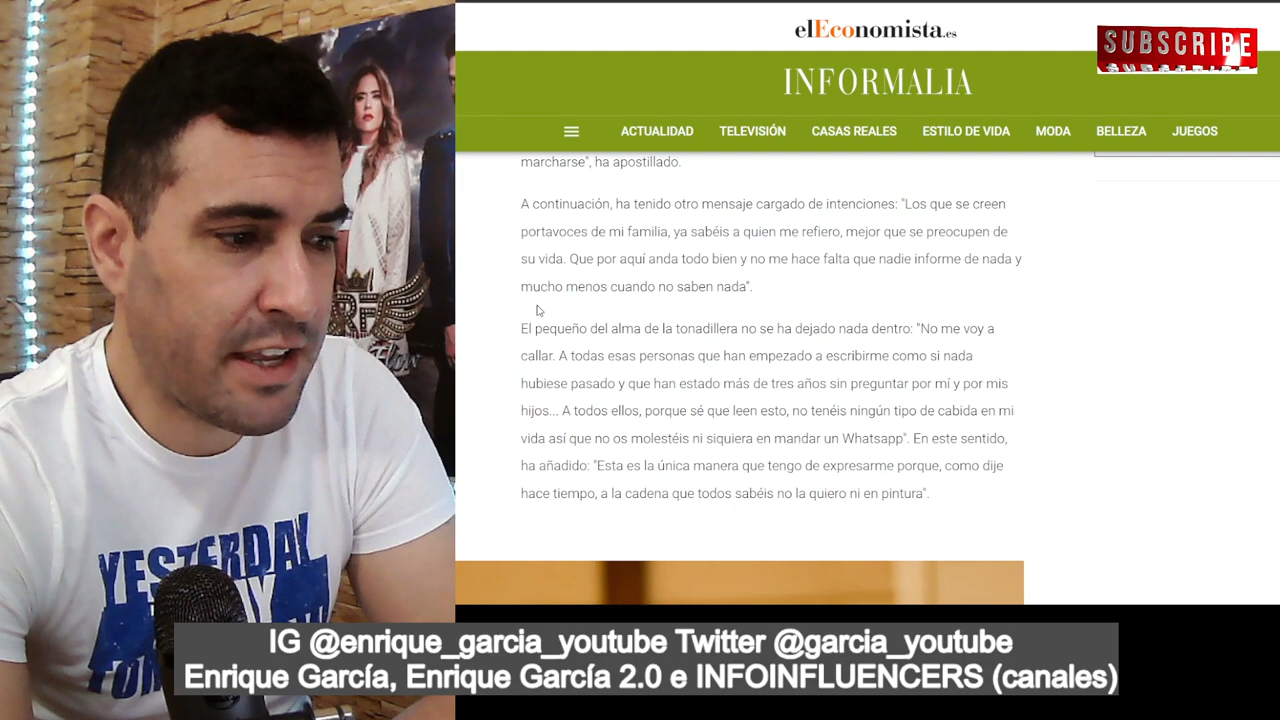 elEconomista.es
SUBSCRIBE
INFORMALIA
ACTUALIDAD TELEVISIÓN CASAS REALES ESTILO DE VIDA MODA BELLEZA JUEGOS
marcharse", ha apostillado.
A continuación, ha tenido otro mensaje cargado de intenciones: "Los que se creen
portavoces de mi familia, ya sabéis a quien me refiero, mejor que se preocupen de
su vida. Que por aquí anda todo bien y no me hace falta que nadie informe de nada y
mucho menos cuando no saben nada".
El pequeño del alma de la tonadillera no se ha dejado nada dentro: "No me voy a
callar. A todas esas personas que han empezado a escribirme como si nada
hubiese pasado y que han estado más de tres años sin preguntar por mí y por mis
hijos... A todos ellos, porque sé que leen esto, no tenéis ningún tipo de cabida en mi
vida así que no os molestéis ni siquiera en mandar un Whatsapp". En este sentido,
ha añadido: "Esta es la única manera que tengo de expresarme porque, como dije
hace tiempo, a la cadena que todos sabéis no la quiero ni en pintura".
YESTERDAY
IG @enrique_garcia_youtube Twitter @garcia_youtube
Enrique García, Enrique García 2.0 e INFOINFLUENCERS (canales)